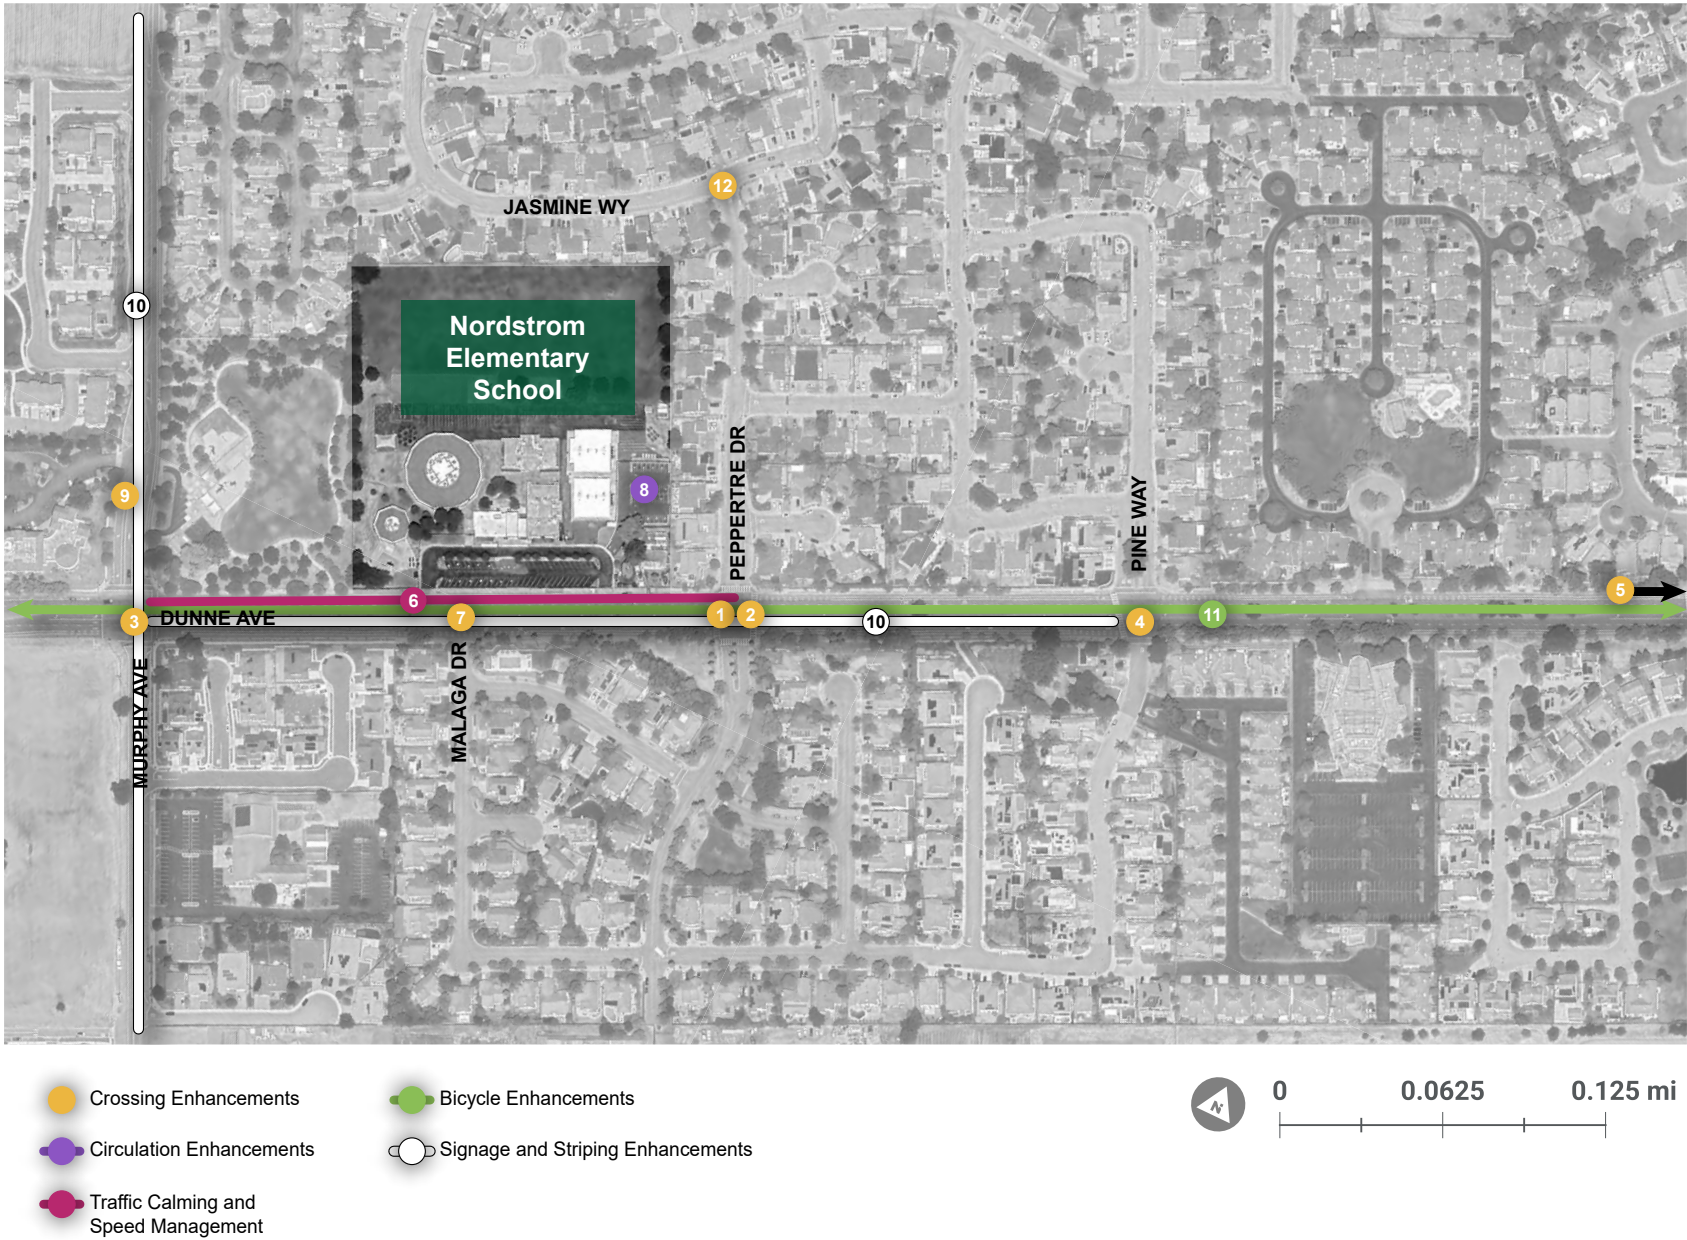 12
JASMINE WY
10
Nordstrom
Elementary
School
PEPPERTRE DR
PINE WAY
8
9
5
6
3
DUNNE AVE
7
1
2
10
4
11
MURPHY AVE
MALAGA DR
Crossing Enhancements
Bicycle Enhancements
Circulation Enhancements
Signage and Striping Enhancements
Traffic Calming and
Speed Management
N
0
0.0625
0.125 mi